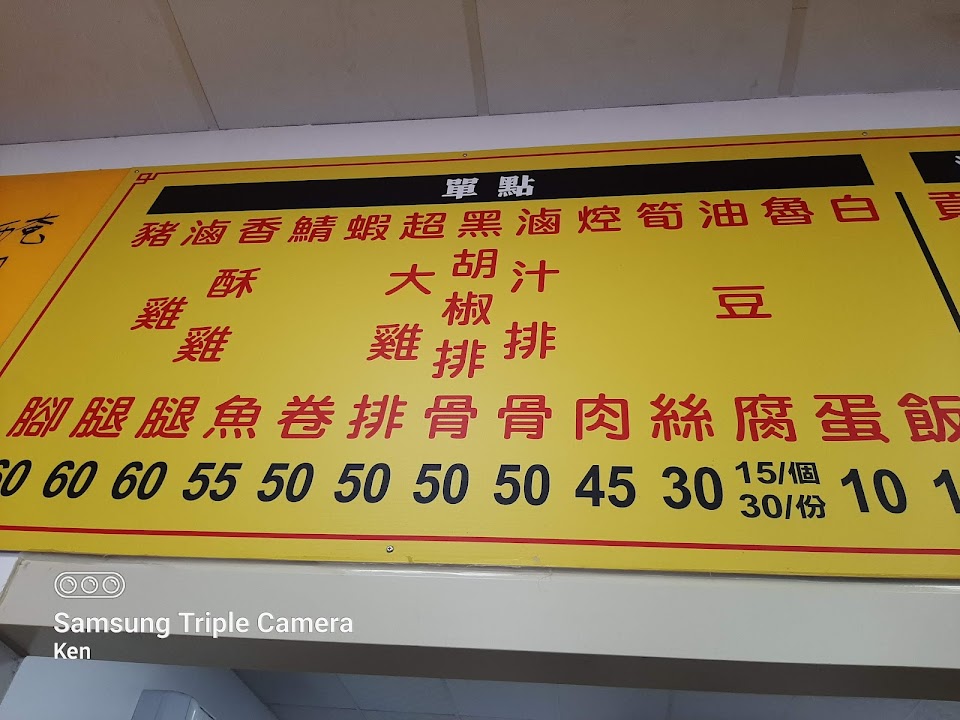 單點
豬腳 60
滷雞腿 60
香酥雞腿 60
鯖魚 55
蝦卷 50
超大雞排 50
黑胡椒排骨 50
滷汁排骨 50
焢肉 45
筍絲 30
油豆腐 15/個 30/份
魯蛋 10
白飯
Samsung Triple Camera
Ken